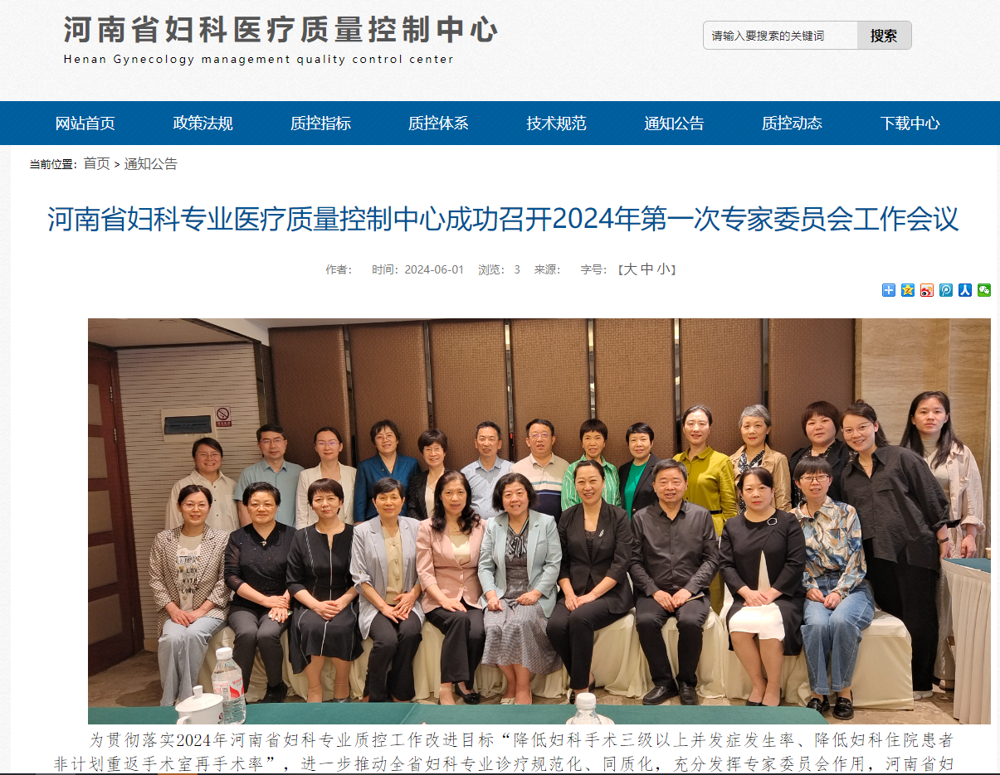 河南省妇科医疗质量控制中心
Henan Gynecology management quality control center
请输入要搜索的关键词 搜索
网站首页 政策法规 质控指标 质控体系 技术规范 通知公告 质控动态 下载中心
当前位置：首页 > 通知公告
河南省妇科专业医疗质量控制中心成功召开2024年第一次专家委员会工作会议
作者： 时间：2024-06-01 浏览： 3 来源： 字号：【大 中 小】
为贯彻落实2024年河南省妇科专业质控工作改进目标“降低妇科手术三级以上并发症发生率、降低妇科住院患者
非计划重返手术室再手术率”，进一步推动全省妇科专业诊疗规范化、同质化，充分发挥专家委员会作用，河南省妇